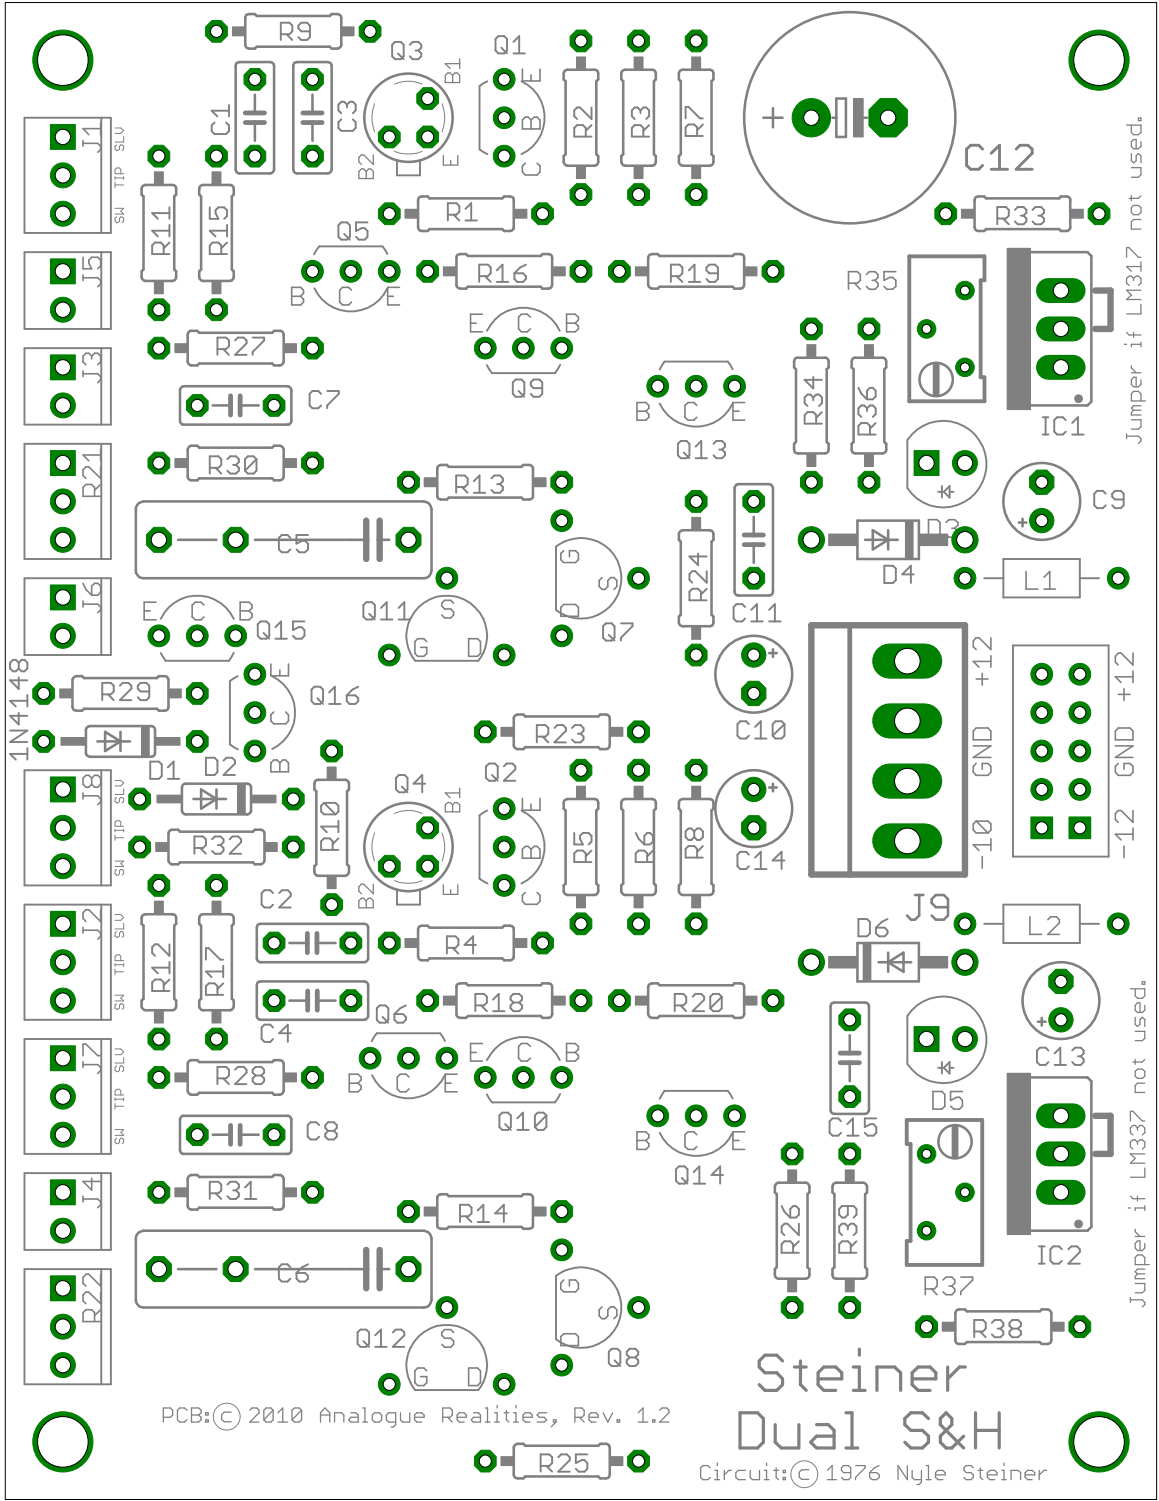 R9
Q3
Q1
B1
E
C1
C3
R2
R3
R7
B
+
J1
SLV
TIP
SW
B2
E
C
C12
R11
R15
R1
R33
Q5
J5
R16
R19
R35
B
C
E
E
C
B
R27
J3
Q9
C7
R34
R36
B
C
E
IC1
Jumper if LM317 not used.
Q13
R21
R30
R13
C9
+
D3
C5
G
S
D
D4
R24
L1
J6
E
C
B
Q15
Q11
S
G
D
Q7
C11
+
+12
+12
1N4148
R29
E
Q16
C
B
C10
R23
GND
GND
D1
D2
Q4
Q2
J8
SLV
TIP
SW
B1
E
R10
R5
R6
R8
+
B
R32
C14
-10
-12
B2
E
C
C2
J9
J2
SLV
TIP
SW
R12
R17
R4
D6
L2
R18
R20
C4
Q6
+
C13
J7
SLV
TIP
SW
B
C
E
E
C
B
R28
D5
Q10
C8
B
C
E
C15
Q14
Jumper if LM337 not used.
J4
R31
R14
R26
R39
IC2
C6
R37
R22
G
S
D
Q12
S
G
D
Q8
R38
Steiner
Dual S&H
PCB:© 2010 Analogue Realities, Rev. 1.2
R25
Circuit:© 1976 Nyle Steiner